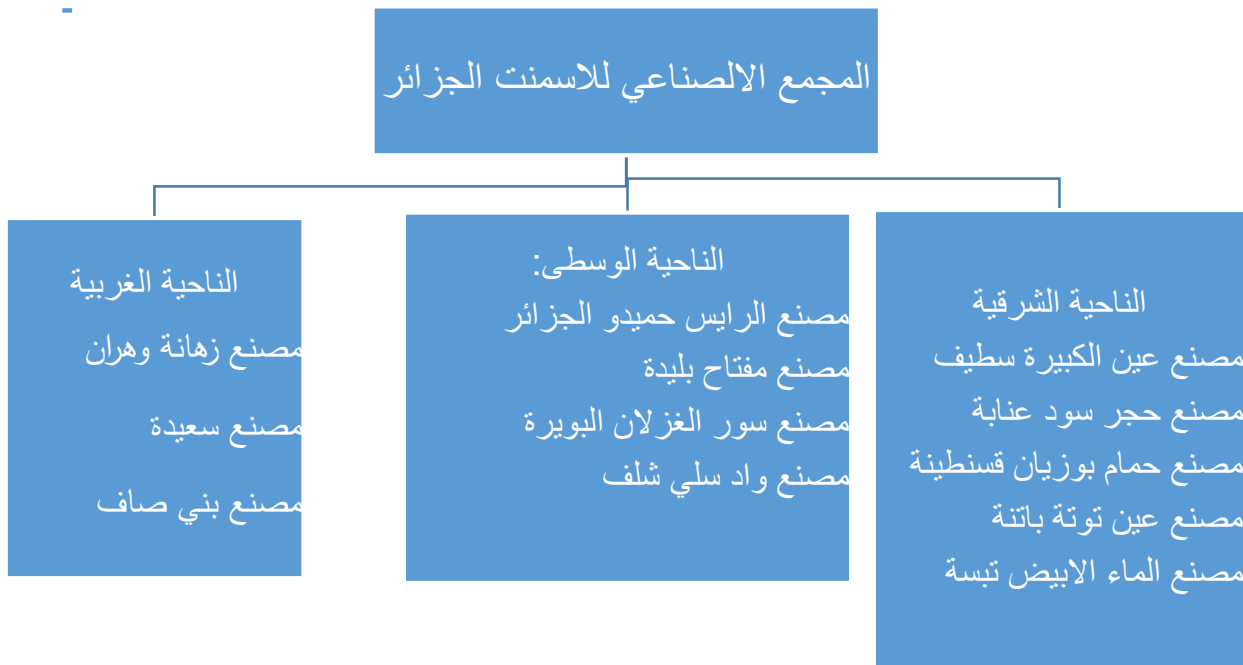 المجمع الالصناعي للاسمنت الجزائر
الناحية الشرقية
مصنع عين الكبيرة سطيف
مصنع حجر سود عنابة
مصنع حمام بوزيان قسنطينة
مصنع عين توتة باتنة
مصنع الماء الابيض تبسة
الناحية الوسطى:
مصنع الرايس حميدو الجزائر
مصنع مفتاح بليدة
مصنع سور الغزلان البويرة
مصنع واد سلي شلف
الناحية الغربية
مصنع زهانة وهران
مصنع سعيدة
مصنع بني صاف